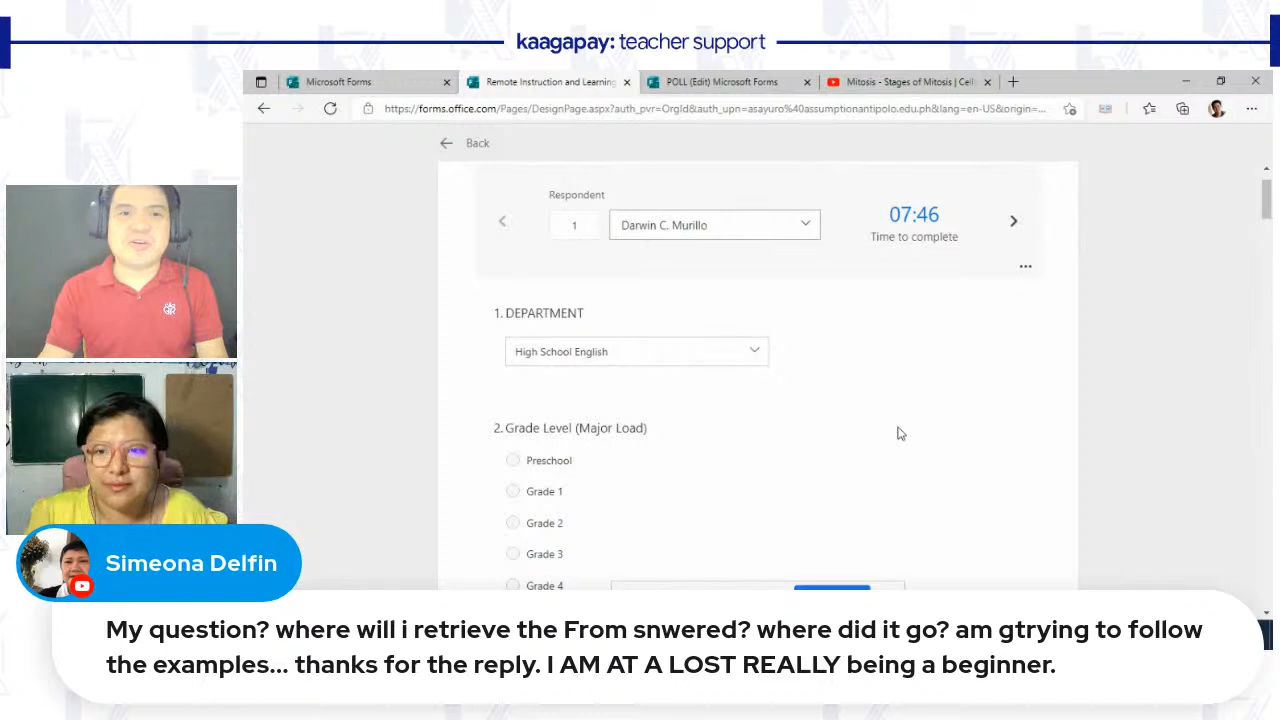 kaagapay: teacher support
Microsoft Forms
Remote Instruction and Learning
POLL (Edit) Microsoft Forms
Mitosis - Stages of Mitosis | Cell
https://forms.office.com/Pages/DesignPage.aspx?auth_pvr=OrgId&auth_upn=asayuro%40assumptionantipolo.edu.ph&lang=en-US&origin=...
Back
Respondent
1
Darwin C. Murillo
07:46
Time to complete
1. DEPARTMENT
High School English
2. Grade Level (Major Load)
Preschool
Grade 1
Grade 2
Grade 3
Grade 4
Simeona Delfin
My question? where will i retrieve the From snwered? where did it go? am gtrying to follow
the examples... thanks for the reply. I AM AT A LOST REALLY being a beginner.